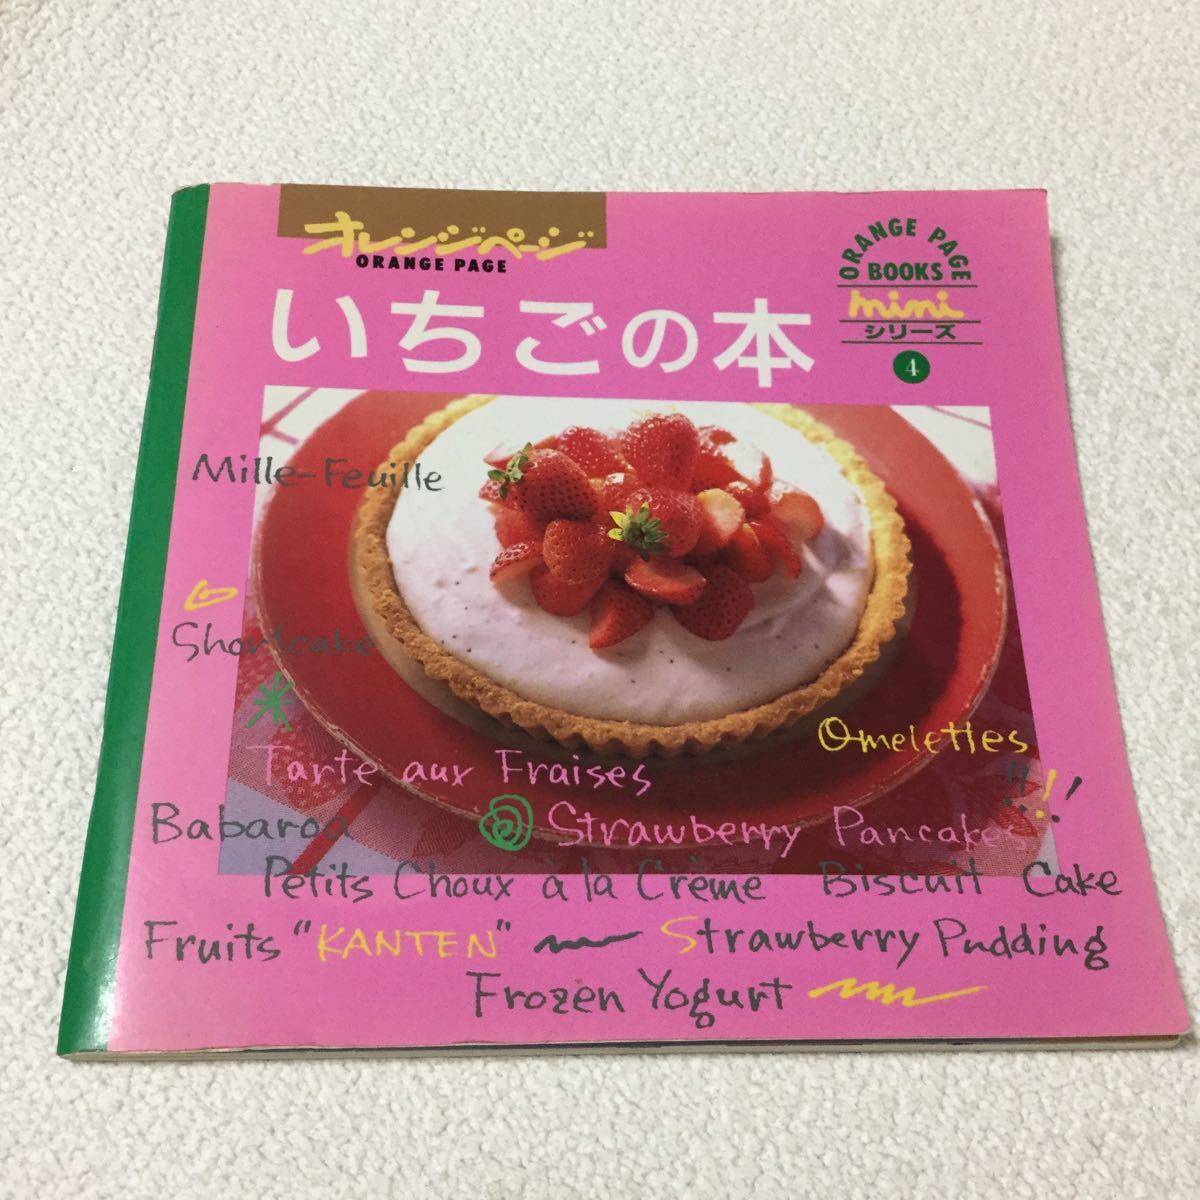 オレンジページ
ORANGE PAGE
ORANGE PAGE
BOOKS
mini
シリーズ
4
いちごの本
Mille-Feuille
Shortcake
Omelettes
Tarte aux Fraises
Babaroa
Strawberry Pancakes
Petits Choux à la Crème
Biscuit Cake
Fruits "KANTEN"
Strawberry Pudding
Frozen Yogurt